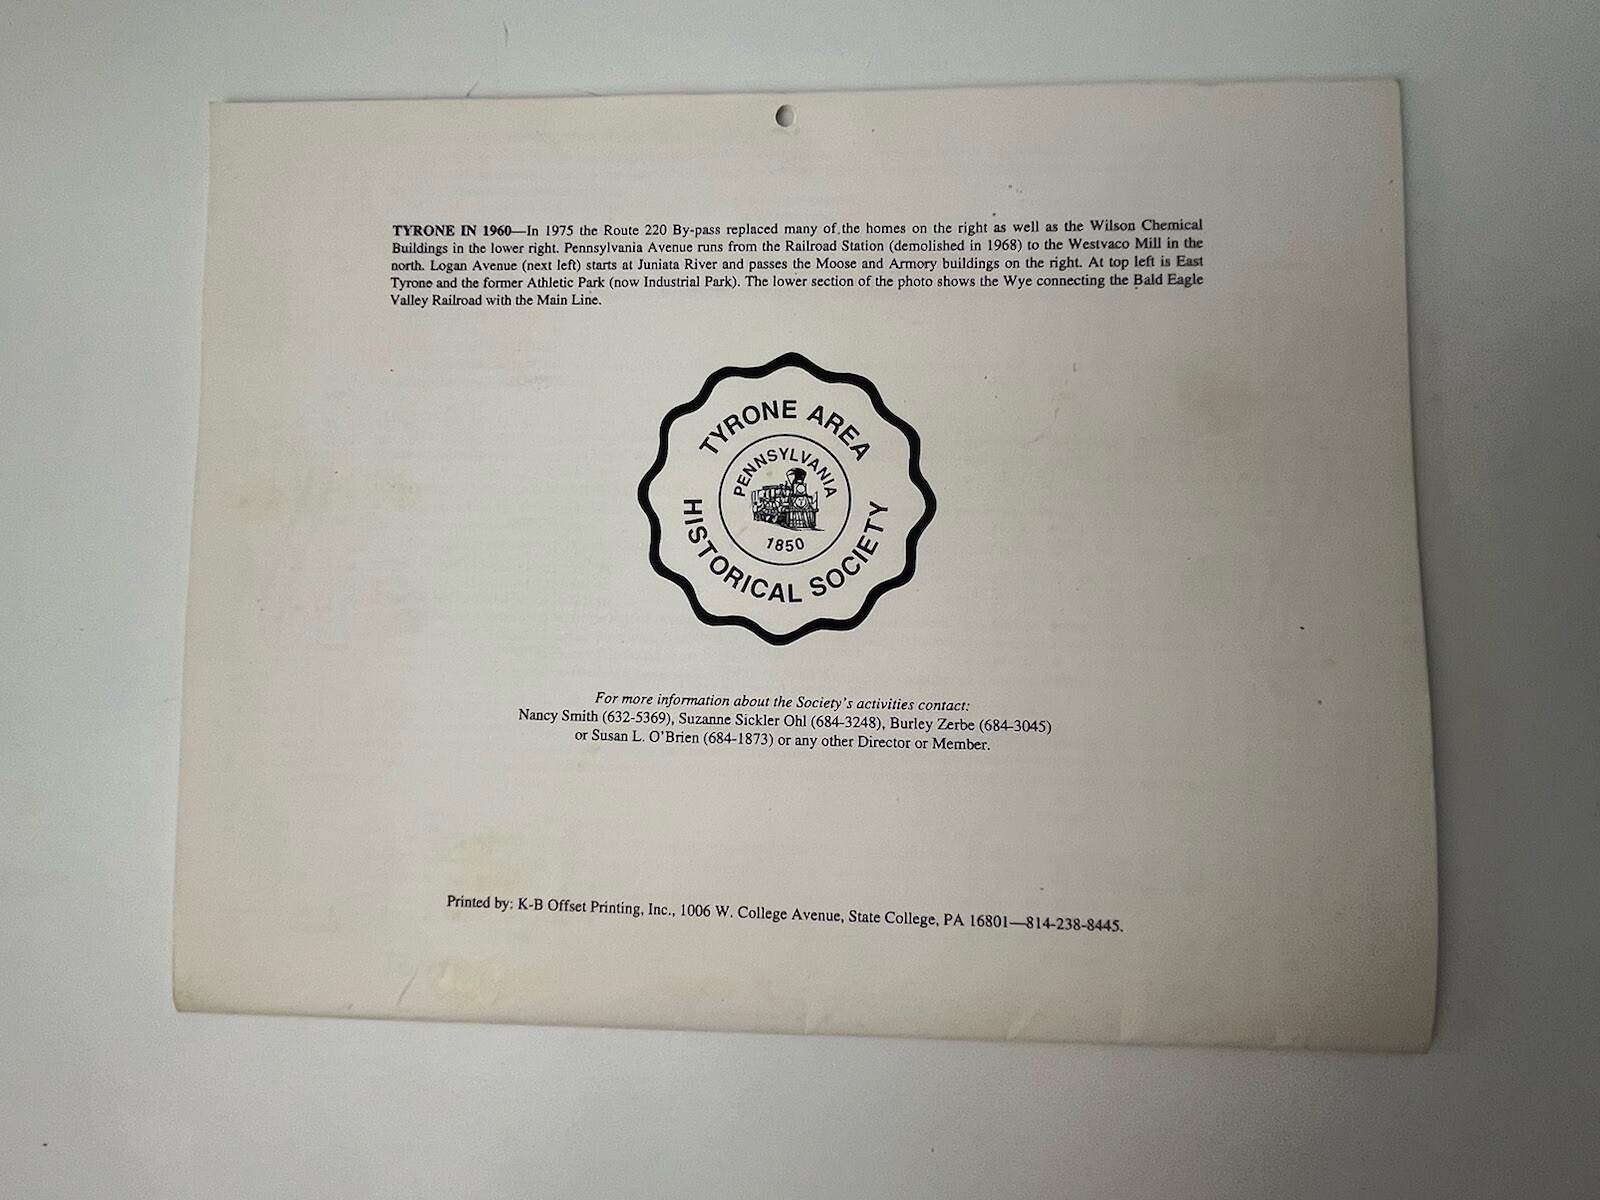 TYRONE IN 1960—In 1975 the Route 220 By-pass replaced many of the homes on the right as well as the Wilson Chemical
Buildings in the lower right. Pennsylvania Avenue runs from the Railroad Station (demolished in 1968) to the Westvaco Mill in the
north. Logan Avenue (next left) starts at Juniata River and passes the Moose and Armory buildings on the right. At top left is East
Tyrone and the former Athletic Park (now Industrial Park). The lower section of the photo shows the Wye connecting the Bald Eagle
Valley Railroad with the Main Line.
TYRONE AREA
PENNSYLVANIA
1850
HISTORICAL SOCIETY
For more information about the Society's activities contact:
Nancy Smith (632-5369), Suzanne Sickler Ohl (684-3248), Burley Zerbe (684-3045)
or Susan L. O'Brien (684-1873) or any other Director or Member.
Printed by: K-B Offset Printing, Inc., 1006 W. College Avenue, State College, PA 16801—814-238-8445.